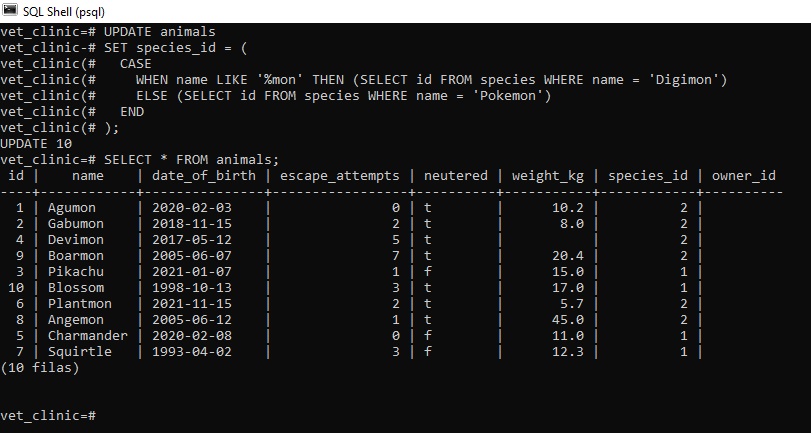 SQL Shell (psql)
vet_clinic=# UPDATE animals
vet_clinic-# SET species_id = (
vet_clinic(#   CASE
vet_clinic(#     WHEN name LIKE '%mon' THEN (SELECT id FROM species WHERE name = 'Digimon')
vet_clinic(#     ELSE (SELECT id FROM species WHERE name = 'Pokemon')
vet_clinic(#   END
vet_clinic(# );
UPDATE 10
vet_clinic=# SELECT * FROM animals;
 id |    name    | date_of_birth | escape_attempts | neutered | weight_kg | species_id | owner_id
----+------------+---------------+-----------------+----------+-----------+------------+----------
  1 | Agumon     | 2020-02-03    |               0 | t        |      10.2 |          2 |
  2 | Gabumon    | 2018-11-15    |               2 | t        |       8.0 |          2 |
  4 | Devimon    | 2017-05-12    |               5 | t        |           |          2 |
  9 | Boarmon    | 2005-06-07    |               7 | t        |      20.4 |          2 |
  3 | Pikachu    | 2021-01-07    |               1 | f        |      15.0 |          1 |
 10 | Blossom    | 1998-10-13    |               3 | t        |      17.0 |          1 |
  6 | Plantmon   | 2021-11-15    |               2 | t        |       5.7 |          2 |
  8 | Angemon    | 2005-06-12    |               1 | t        |      45.0 |          2 |
  5 | Charmander | 2020-02-08    |               0 | f        |      11.0 |          1 |
  7 | Squirtle   | 1993-04-02    |               3 | f        |      12.3 |          1 |
(10 filas)
vet_clinic=#